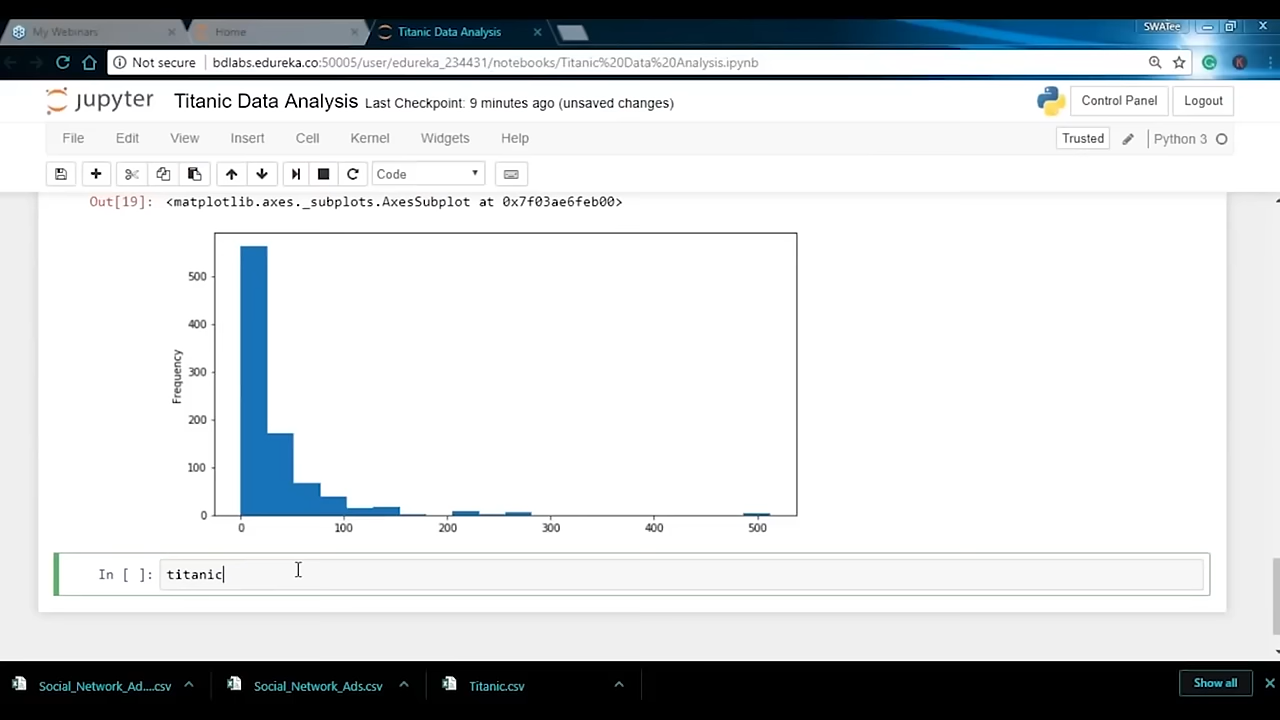 My Webinars
Home
Titanic Data Analysis
SWATee
Not secure
bdlabs.edureka.co:50005/user/edureka_234431/notebooks/Titanic%20Data%20Analysis.ipynb
jupyter
Titanic Data Analysis Last Checkpoint: 9 minutes ago (unsaved changes)
Control Panel
Logout
File Edit View Insert Cell Kernel Widgets Help
Trusted
Python 3
Code
Out[19]: <matplotlib.axes._subplots.AxesSubplot at 0x7f03ae6feb00>
500
400
300
200
100
0
Frequency
0 100 200 300 400 500
In [ ]: titanic
Social_Network_Ad....csv
Social_Network_Ads.csv
Titanic.csv
Show all